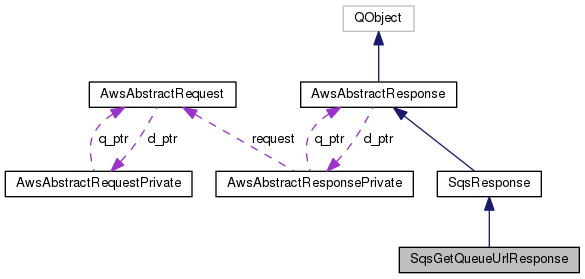 QObject
AwsAbstractRequest
AwsAbstractResponse
q_ptr
d_ptr
request
q_ptr
d_ptr
AwsAbstractRequestPrivate
AwsAbstractResponsePrivate
SqsResponse
SqsGetQueueUrlResponse